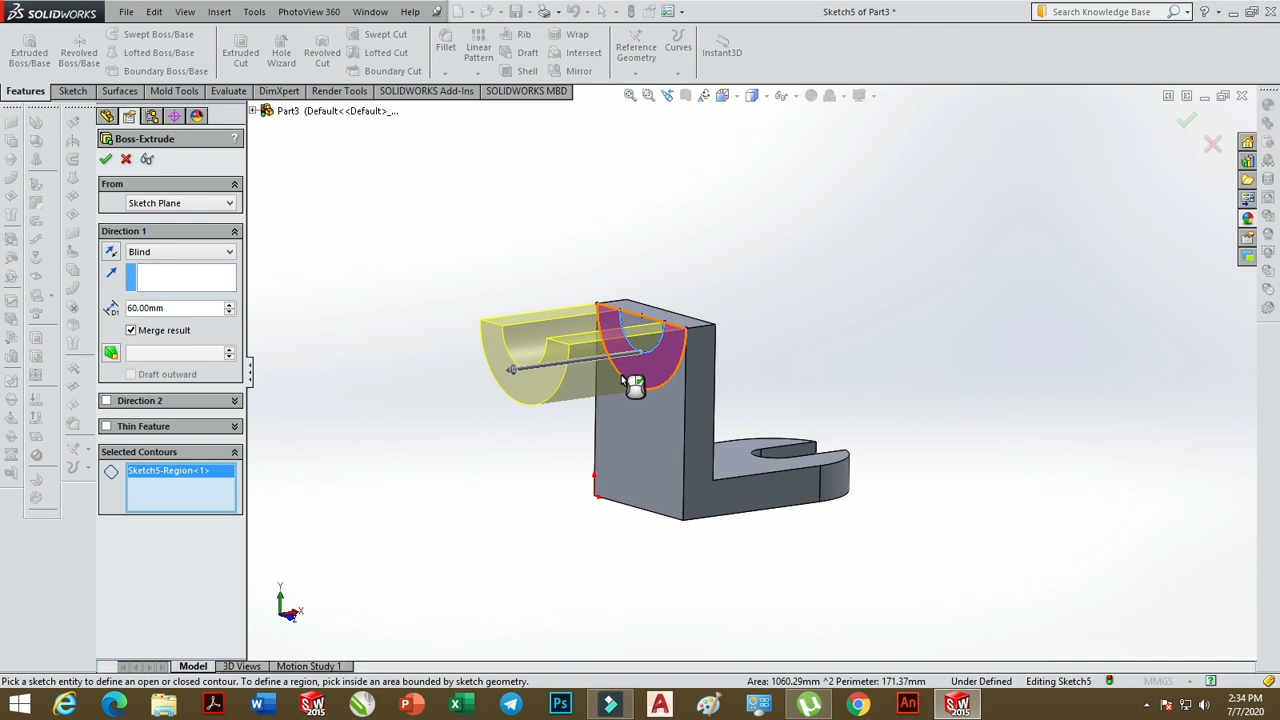 SOLIDWORKS
File Edit View Insert Tools PhotoView 360 Window Help
Sketch5 of Part3 *
Search Knowledge Base
Extruded Boss/Base
Revolved Boss/Base
Swept Boss/Base
Lofted Boss/Base
Boundary Boss/Base
Extruded Cut
Hole Wizard
Revolved Cut
Swept Cut
Lofted Cut
Boundary Cut
Fillet
Linear Pattern
Rib
Draft
Shell
Wrap
Intersect
Mirror
Reference Geometry
Curves
Instant3D
Features Sketch Surfaces Evaluate Mold Tools DimXpert Render Tools SOLIDWORKS Add-Ins SOLIDWORKS MBD
Part3 (Default<<Default>_...
Boss-Extrude ?
From
Sketch Plane
Direction 1
Blind
60.00mm
Merge result
Draft outward
Direction 2
Thin Feature
Selected Contours
Sketch5-Region<1>
Y
X
Z
Model 3D Views Motion Study 1
Pick a sketch entity to define an open or closed contour. To define a region, pick inside an area bounded by sketch geometry.
Area: 1060.29mm ^2 Perimeter: 171.37mm Under Defined Editing Sketch5 MMGS
2:34 PM
7/7/2020